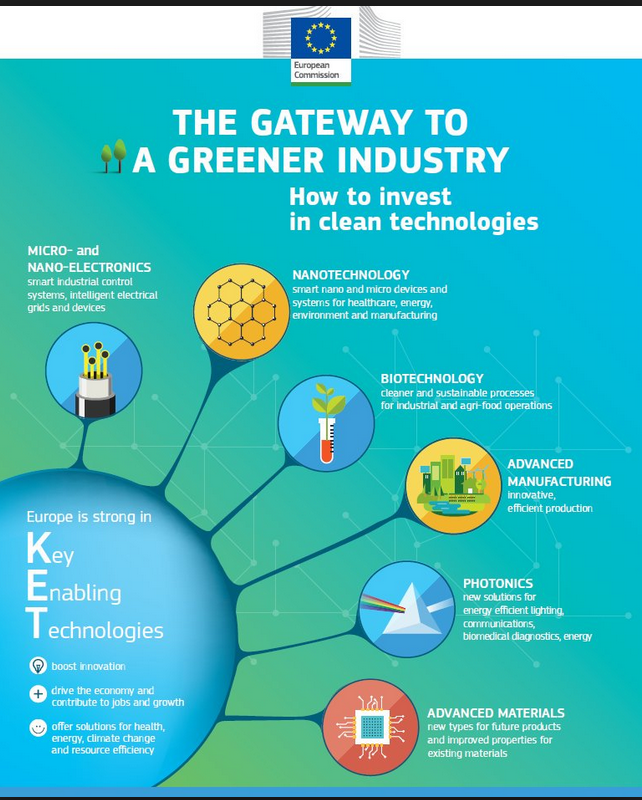 European
Commission
THE GATEWAY TO
A GREENER INDUSTRY
How to invest
in clean technologies
MICRO- and
NANO-ELECTRONICS
smart industrial control
systems, intelligent electrical
grids and devices
NANOTECHNOLOGY
smart nano and micro devices and
systems for healthcare, energy,
environment and manufacturing
BIOTECHNOLOGY
cleaner and sustainable processes
for industrial and agri-food operations
ADVANCED
MANUFACTURING
innovative,
efficient production
PHOTONICS
new solutions for
energy efficient lighting,
communications,
biomedical diagnostics, energy
ADVANCED MATERIALS
new types for future products
and improved properties for
existing materials
Europe is strong in
Key
Enabling
Technologies
boost innovation
drive the economy and
contribute to jobs and growth
offer solutions for health,
energy, climate change
and resource efficiency